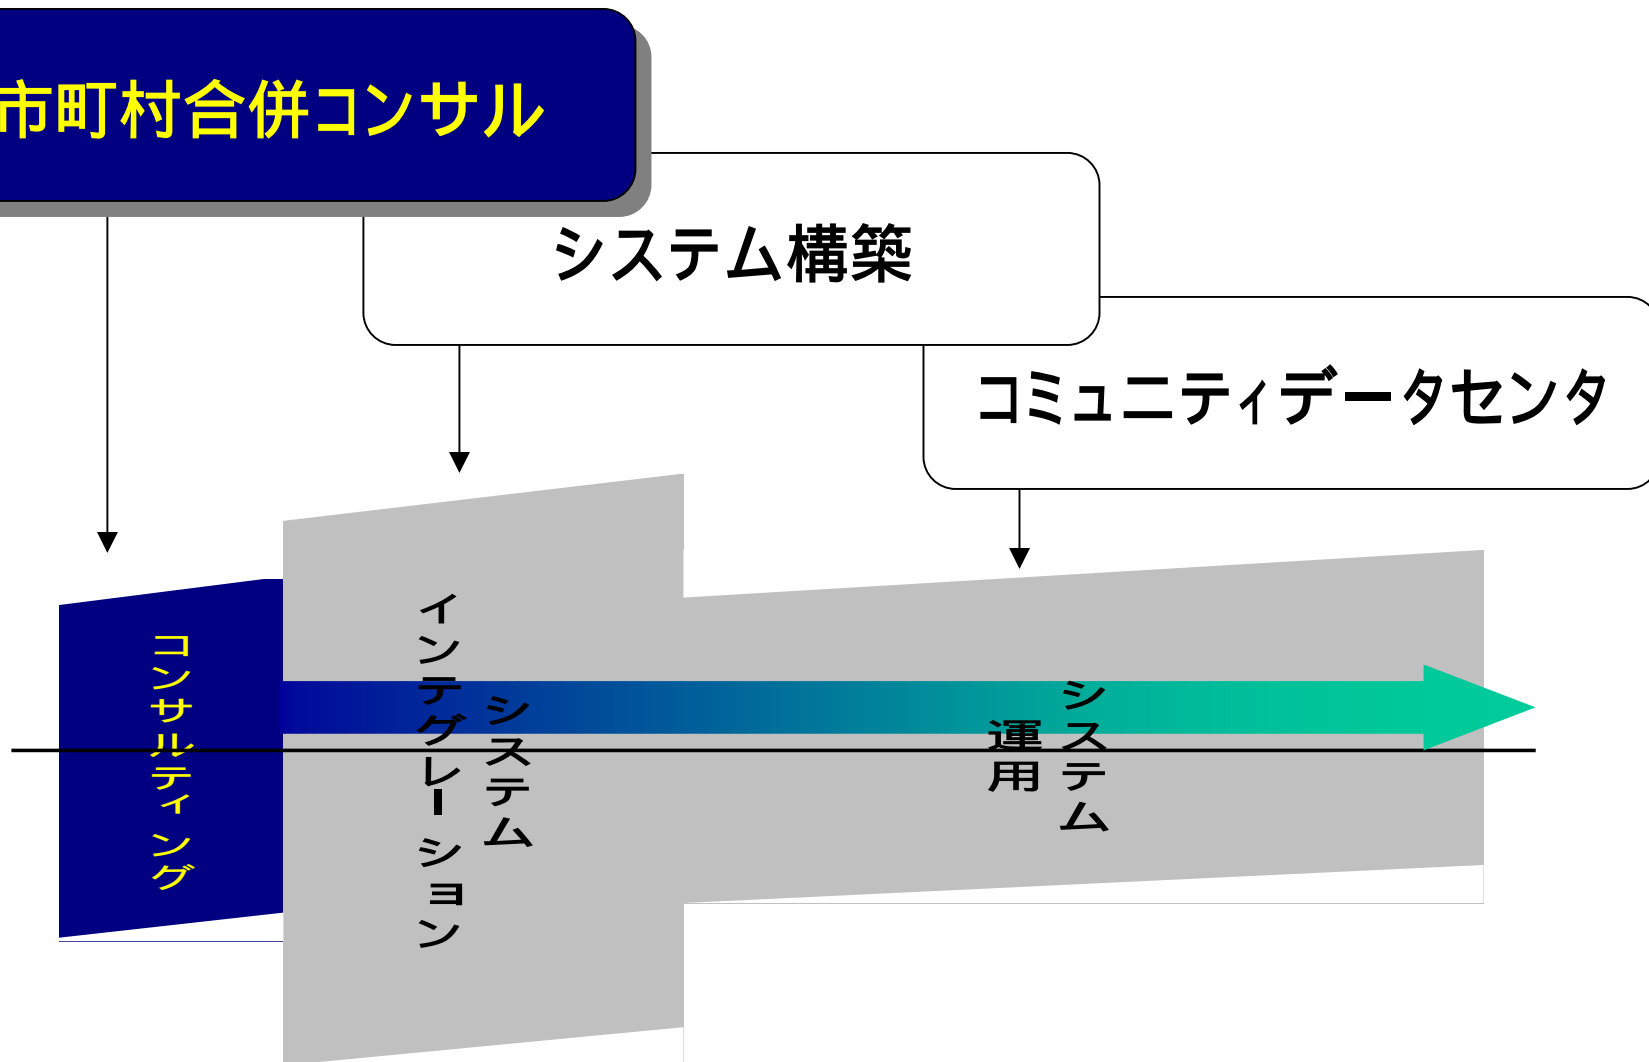 市町村合併コンサル
システム構築
コミュニティデータセンタ
コンサルティング
システム
インテグレーション
システム
運用